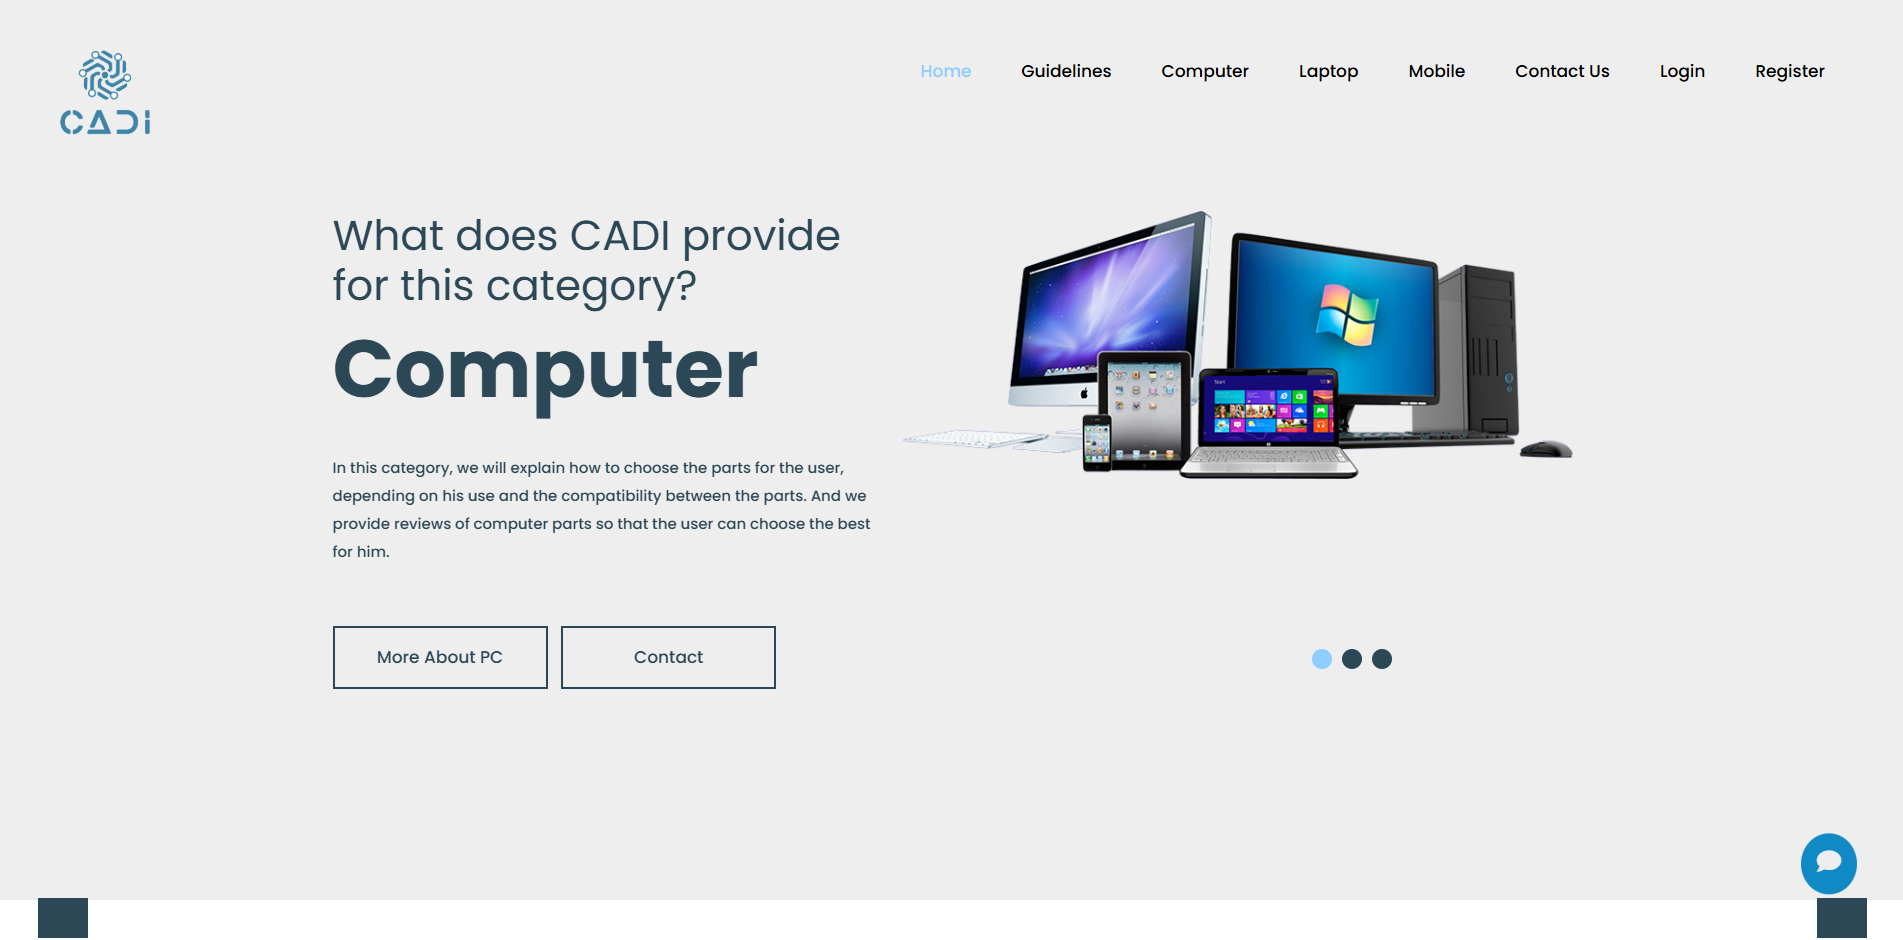 CADi
Home Guidelines Computer Laptop Mobile Contact Us Login Register
What does CADI provide
for this category?
Computer
In this category, we will explain how to choose the parts for the user,
depending on his use and the compatibility between the parts. And we
provide reviews of computer parts so that the user can choose the best
for him.
More About PC Contact
Start